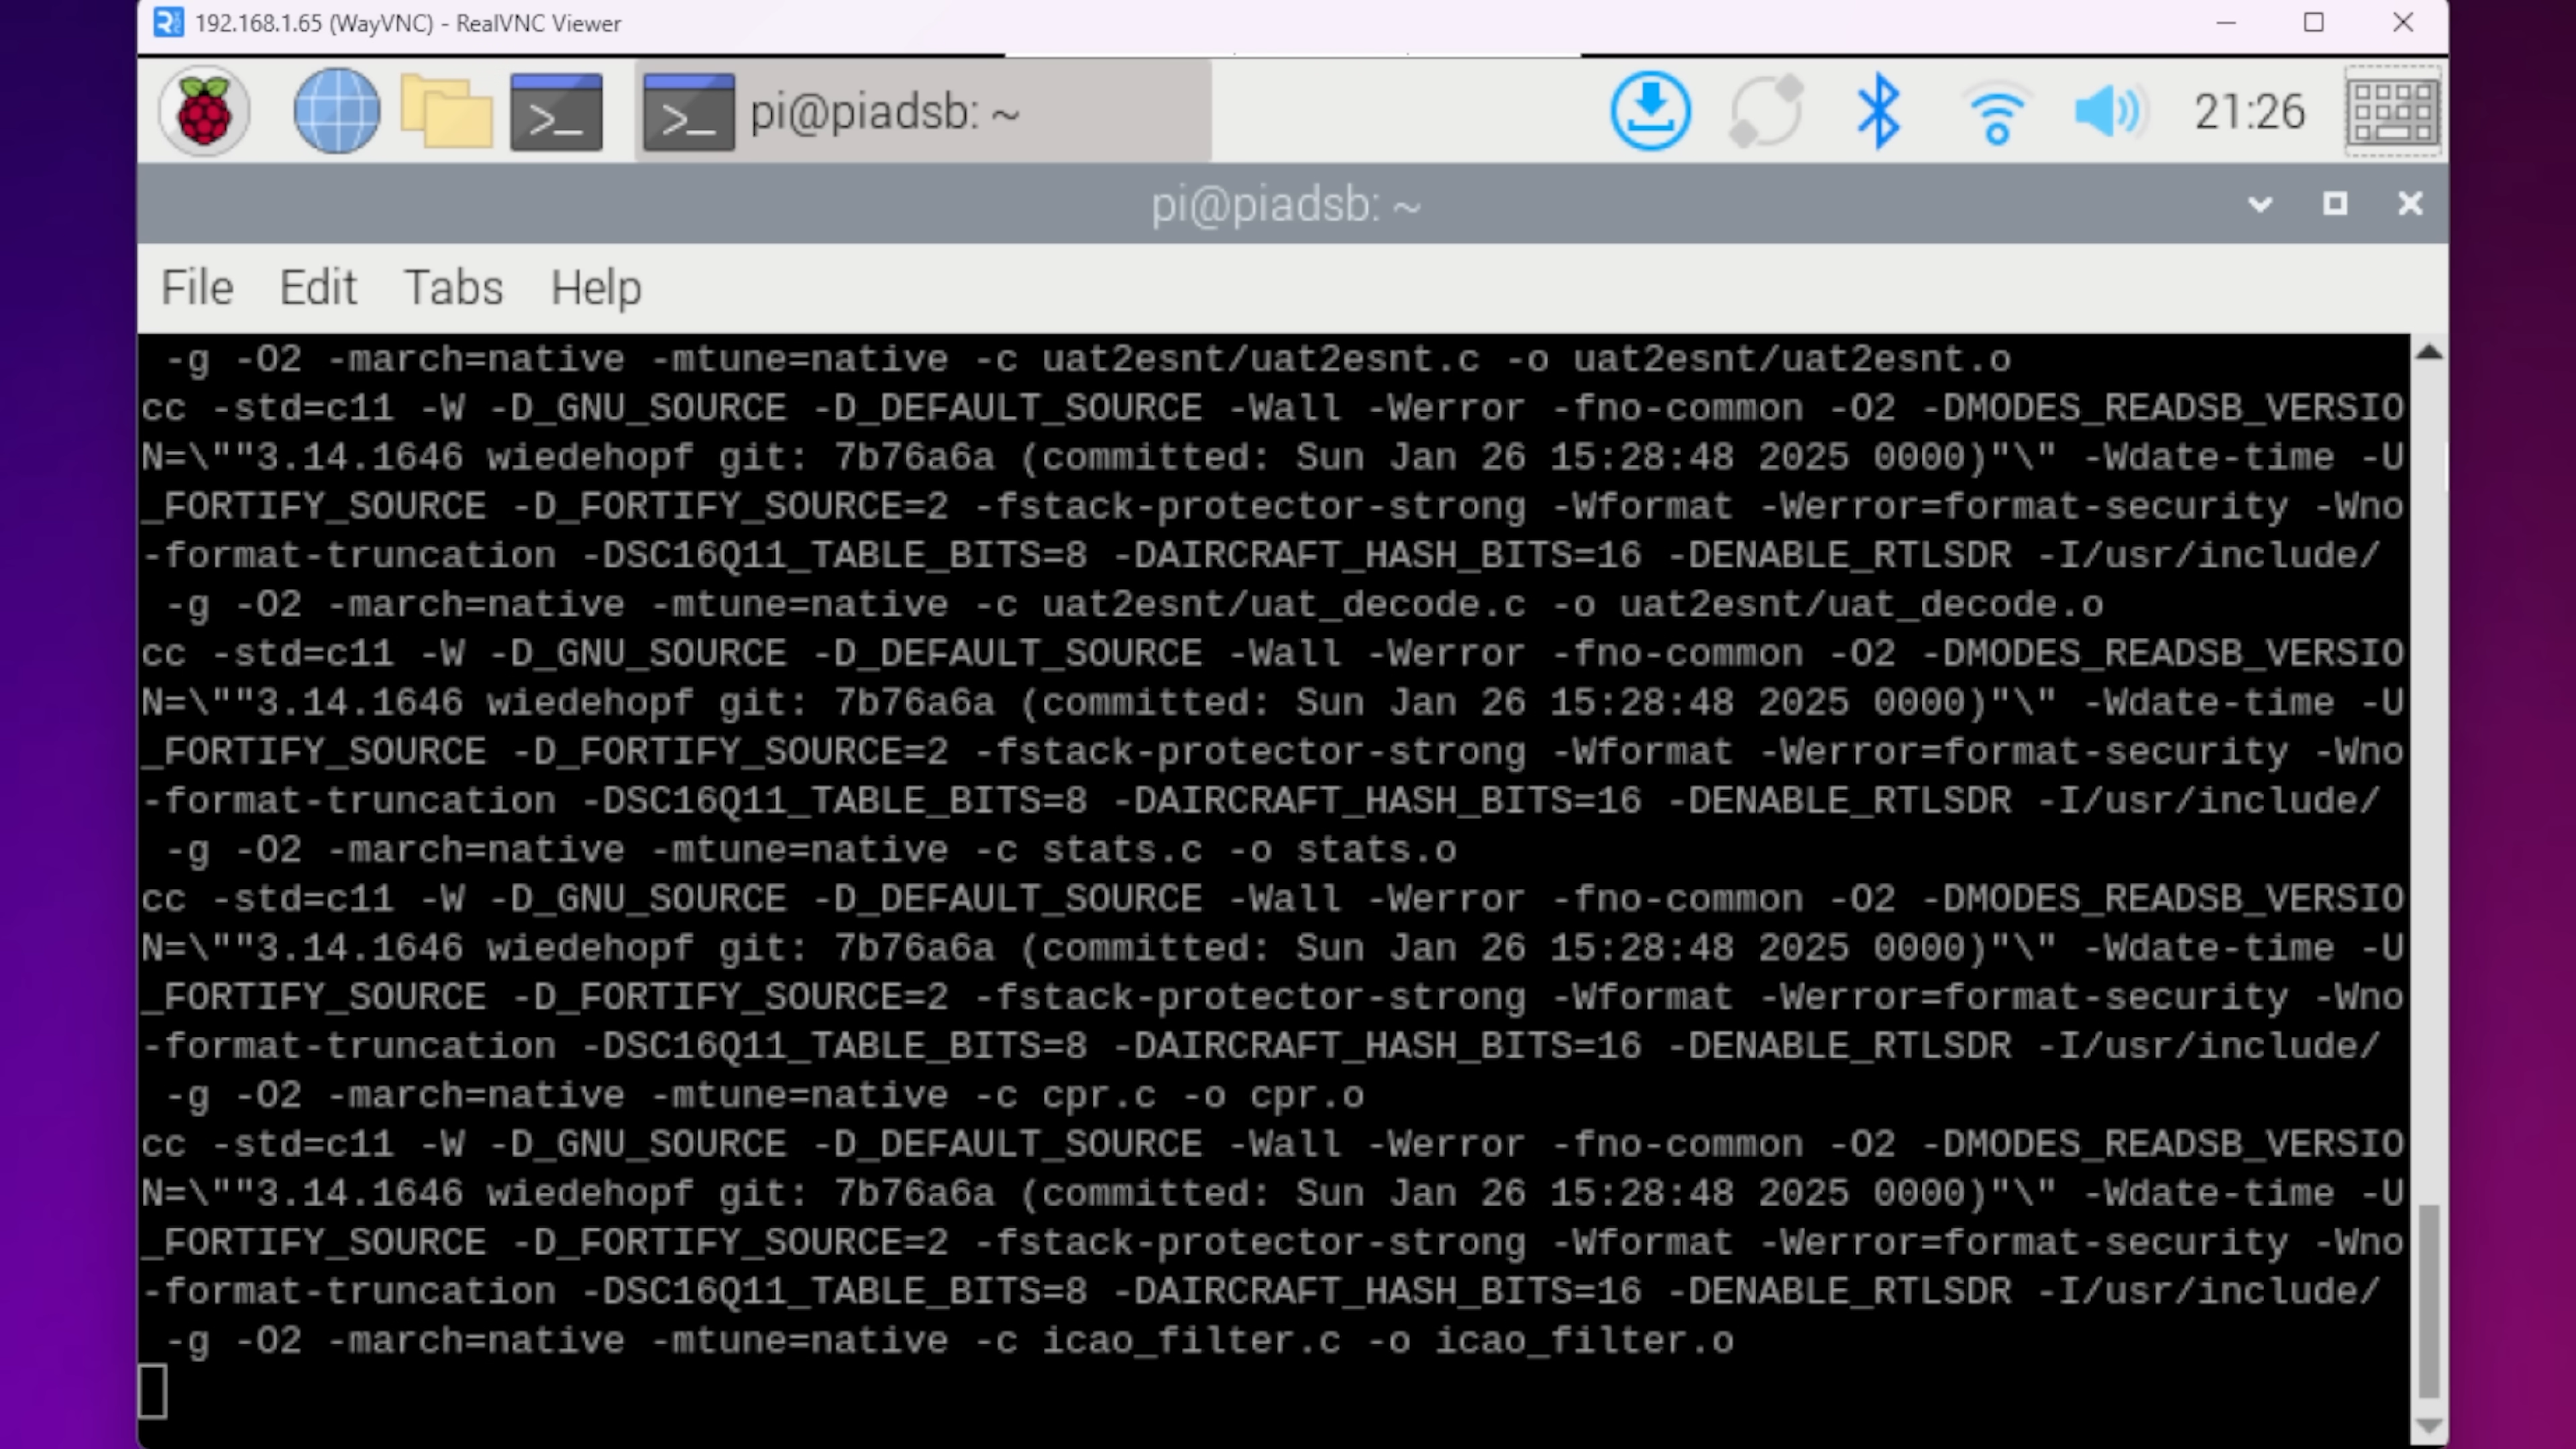 192.168.1.65 (WayVNC) - RealVNC Viewer
pi@piadsb: ~
21:26
pi@piadsb: ~
File Edit Tabs Help
-g -O2 -march=native -mtune=native -c uat2esnt/uat2esnt.c -o uat2esnt/uat2esnt.o
cc -std=c11 -W -D_GNU_SOURCE -D_DEFAULT_SOURCE -Wall -Werror -fno-common -O2 -DMODES_READSB_VERSIO
N=\""3.14.1646 wiedehopf git: 7b76a6a (committed: Sun Jan 26 15:28:48 2025 0000)"\" -Wdate-time -U
_FORTIFY_SOURCE -D_FORTIFY_SOURCE=2 -fstack-protector-strong -Wformat -Werror=format-security -Wno
-format-truncation -DSC16Q11_TABLE_BITS=8 -DAIRCRAFT_HASH_BITS=16 -DENABLE_RTLSDR -I/usr/include/
-g -O2 -march=native -mtune=native -c uat2esnt/uat_decode.c -o uat2esnt/uat_decode.o
cc -std=c11 -W -D_GNU_SOURCE -D_DEFAULT_SOURCE -Wall -Werror -fno-common -O2 -DMODES_READSB_VERSIO
N=\""3.14.1646 wiedehopf git: 7b76a6a (committed: Sun Jan 26 15:28:48 2025 0000)"\" -Wdate-time -U
_FORTIFY_SOURCE -D_FORTIFY_SOURCE=2 -fstack-protector-strong -Wformat -Werror=format-security -Wno
-format-truncation -DSC16Q11_TABLE_BITS=8 -DAIRCRAFT_HASH_BITS=16 -DENABLE_RTLSDR -I/usr/include/
-g -O2 -march=native -mtune=native -c stats.c -o stats.o
cc -std=c11 -W -D_GNU_SOURCE -D_DEFAULT_SOURCE -Wall -Werror -fno-common -O2 -DMODES_READSB_VERSIO
N=\""3.14.1646 wiedehopf git: 7b76a6a (committed: Sun Jan 26 15:28:48 2025 0000)"\" -Wdate-time -U
_FORTIFY_SOURCE -D_FORTIFY_SOURCE=2 -fstack-protector-strong -Wformat -Werror=format-security -Wno
-format-truncation -DSC16Q11_TABLE_BITS=8 -DAIRCRAFT_HASH_BITS=16 -DENABLE_RTLSDR -I/usr/include/
-g -O2 -march=native -mtune=native -c cpr.c -o cpr.o
cc -std=c11 -W -D_GNU_SOURCE -D_DEFAULT_SOURCE -Wall -Werror -fno-common -O2 -DMODES_READSB_VERSIO
N=\""3.14.1646 wiedehopf git: 7b76a6a (committed: Sun Jan 26 15:28:48 2025 0000)"\" -Wdate-time -U
_FORTIFY_SOURCE -D_FORTIFY_SOURCE=2 -fstack-protector-strong -Wformat -Werror=format-security -Wno
-format-truncation -DSC16Q11_TABLE_BITS=8 -DAIRCRAFT_HASH_BITS=16 -DENABLE_RTLSDR -I/usr/include/
-g -O2 -march=native -mtune=native -c icao_filter.c -o icao_filter.o